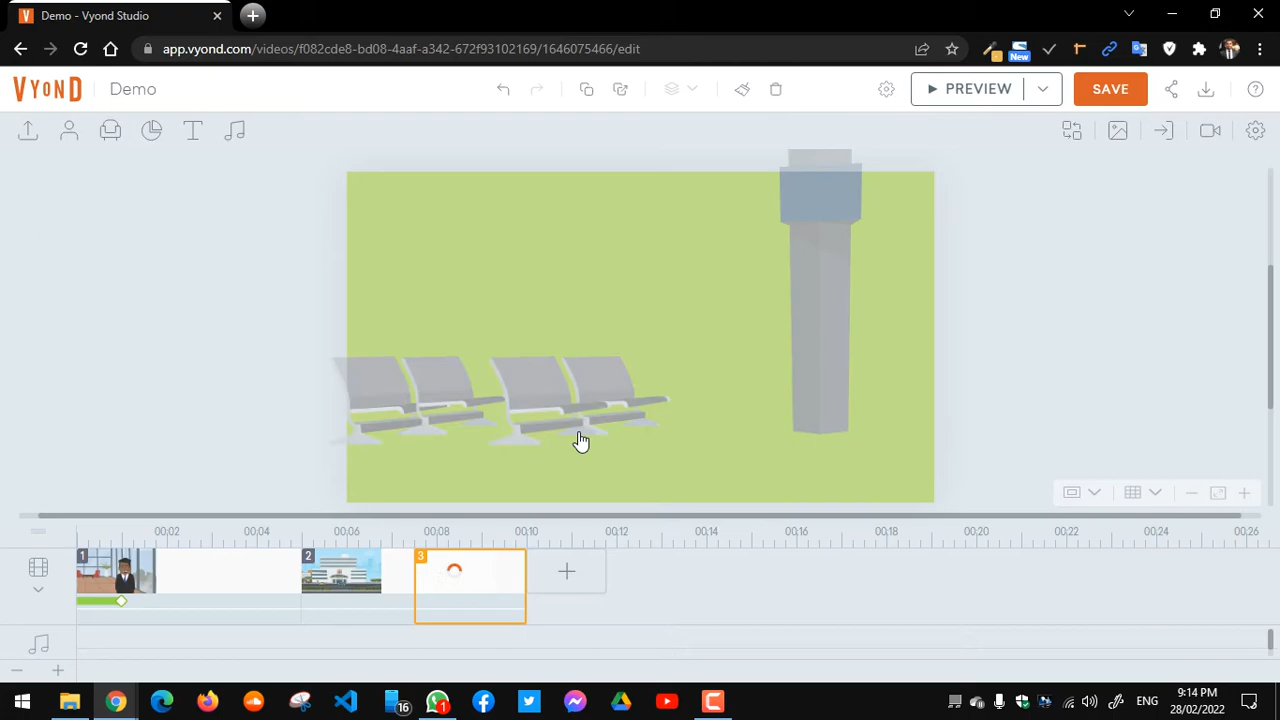 Demo - Vyond Studio
app.vyond.com/videos/f082cde8-bd08-4aaf-a342-672f93102169/1646075466/edit
New
VYOND
Demo
PREVIEW
SAVE
00:02 00:04 00:06 00:08 00:10 00:12 00:14 00:16 00:18 00:20 00:22 00:24 00:26
1 2 3
16
1
ENG
9:14 PM
28/02/2022